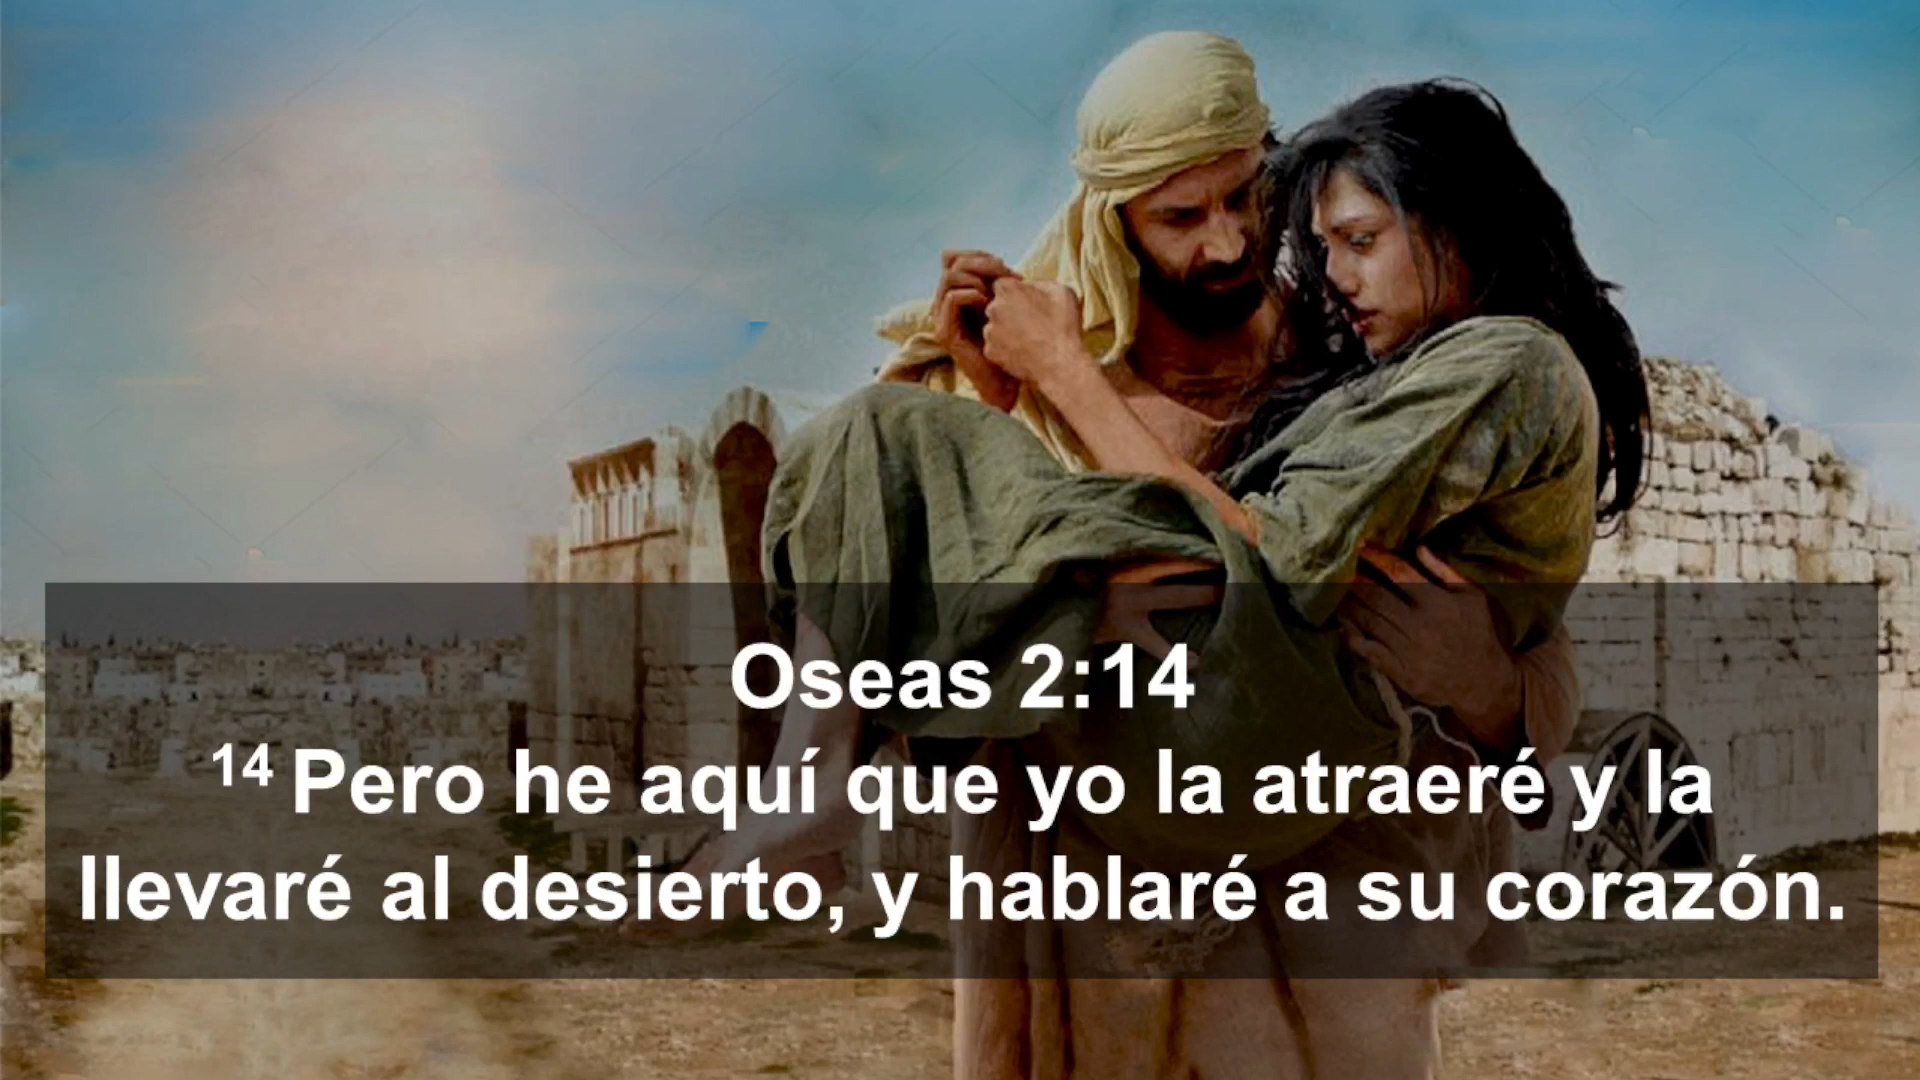 Oseas 2:14
14 Pero he aquí que yo la atraeré y la
llevaré al desierto, y hablaré a su corazón.